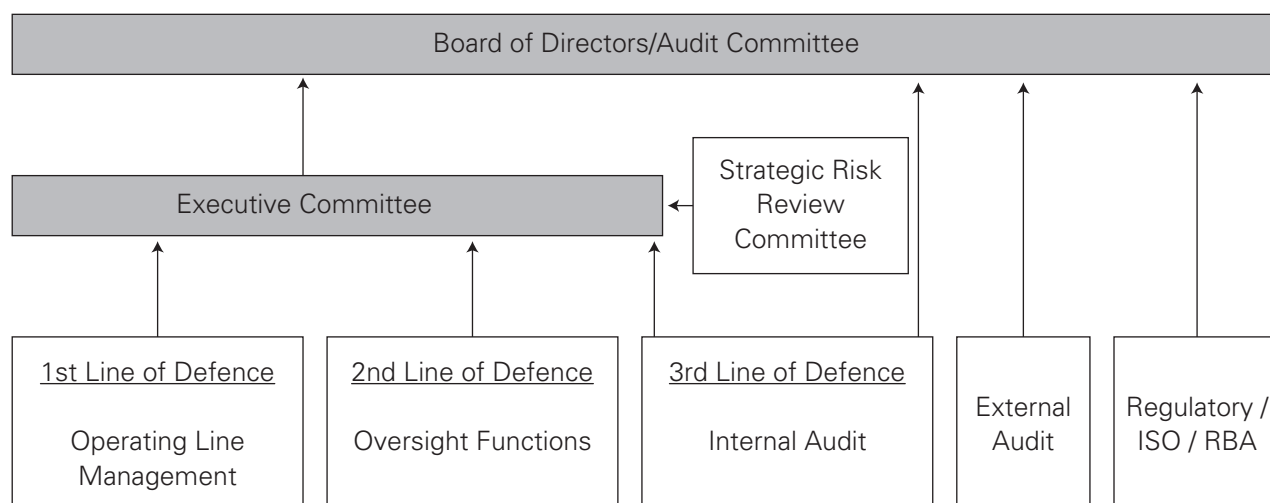 Board of Directors/Audit Committee
Strategic Risk
Review
Committee
Executive Committee
1st Line of Defence
Operating Line
Management
2nd Line of Defence
Oversight Functions
3rd Line of Defence
Internal Audit
External
Audit
Regulatory /
ISO / RBA